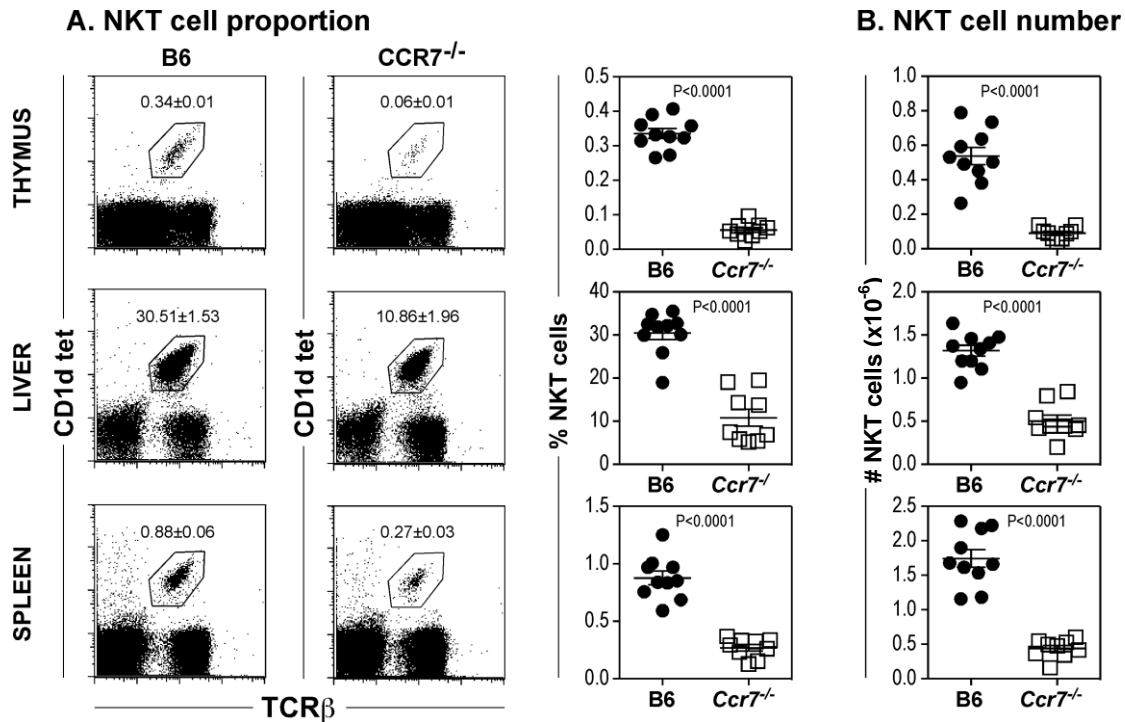 A. NKT cell proportion
B. NKT cell number
B6
CCR7-/-
THYMUS
CD1d tet
CD1d tet
0.34±0.01
0.06±0.01
% NKT cells
0.5
0.4
0.3
0.2
0.1
0.0
P<0.0001
B6
Ccr7-/-
# NKT cells (x10-6)
1.0
0.8
0.6
0.4
0.2
0.0
P<0.0001
B6
Ccr7-/-
LIVER
30.51±1.53
10.86±1.96
40
30
20
10
0
P<0.0001
B6
Ccr7-/
2.0
1.5
1.0
0.5
0.0
P<0.0001
B6
Ccr7-/-
SPLEEN
0.88±0.06
0.27±0.03
1.5
1.0
0.5
0.0
P<0.0001
B6
Ccr7-/-
2.5
2.0
1.5
1.0
0.5
0.0
P<0.0001
B6
Ccr7-/-
TCRβ